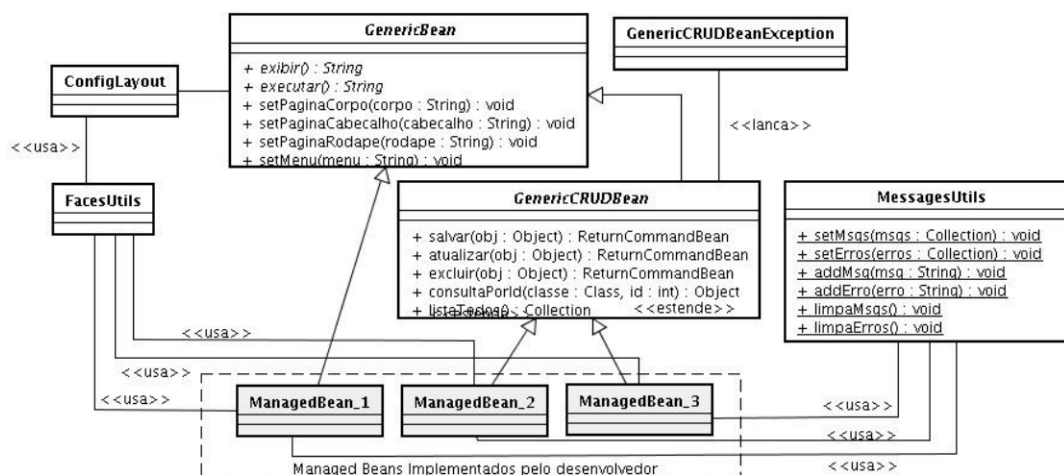 GenericBean
+ exibir() : String
+ executar() : String
+ setPaginaCorpo(corpo : String) : void
+ setPaginaCabecalho(cabecalho : String) : void
+ setPaginaRodape(rodape : String) : void
+ setMenu(menu : String) : void
GenericCRUDBeanException
ConfigLayout
<<usa>>
<<lanca>>
FacesUtils
GenericCRUDBean
+ salvar(obj : Object) : ReturnCommandBean
+ atualizar(obj : Object) : ReturnCommandBean
+ excluir(obj : Object) : ReturnCommandBean
+ consultaPorId(classe : Class, id : int) : Object
+ listaTodos() : Collection
<<estende>>
<<estende>>
MessagesUtils
+ setMsgs(msgs : Collection) : void
+ setErros(erros : Collection) : void
+ addMsg(msg : String) : void
+ addErro(erro : String) : void
+ limpaMsgs() : void
+ limpaErros() : void
<<usa>>
<<usa>>
<<usa>>
ManagedBean_1
ManagedBean_2
ManagedBean_3
<<usa>>
<<usa>>
<<usa>>
Managed Beans Implementados pelo desenvolvedor